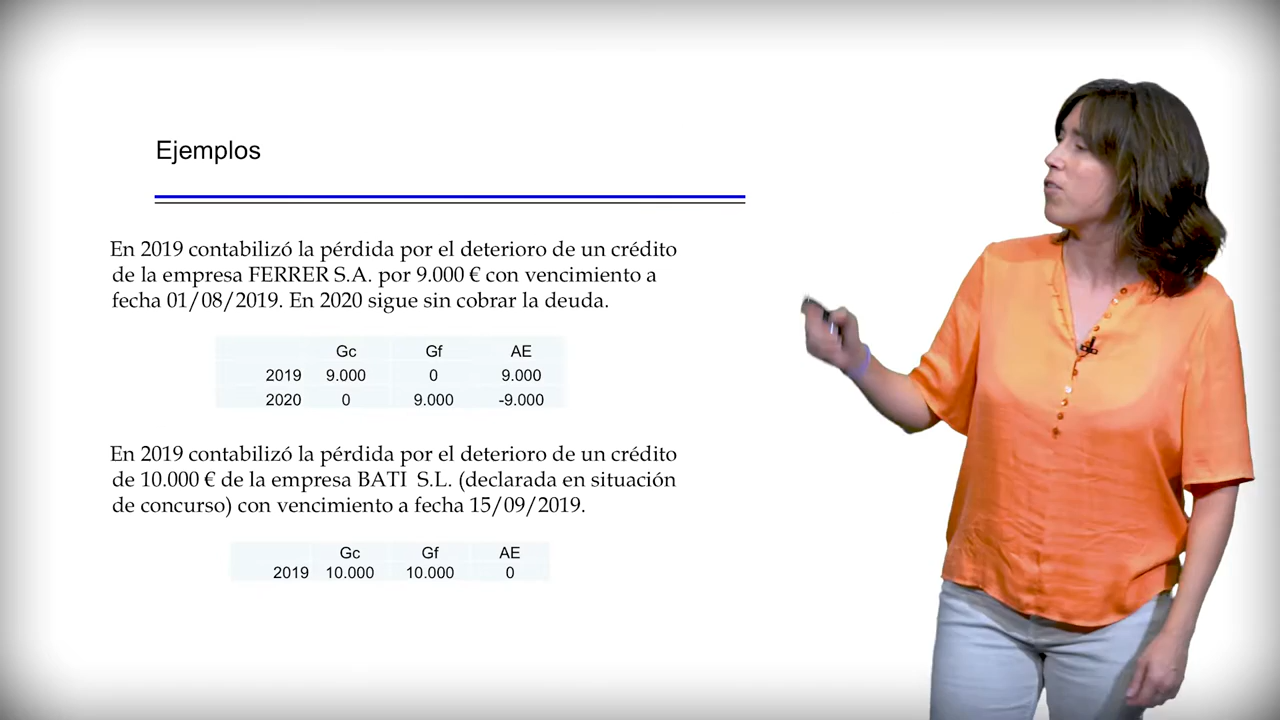 Ejemplos
En 2019 contabilizó la pérdida por el deterioro de un crédito
de la empresa FERRER S.A. por 9.000 € con vencimiento a
fecha 01/08/2019. En 2020 sigue sin cobrar la deuda.
Gc Gf AE
2019 9.000 0 9.000
2020 0 9.000 -9.000
En 2019 contabilizó la pérdida por el deterioro de un crédito
de 10.000 € de la empresa BATI S.L. (declarada en situación
de concurso) con vencimiento a fecha 15/09/2019.
Gc Gf AE
2019 10.000 10.000 0